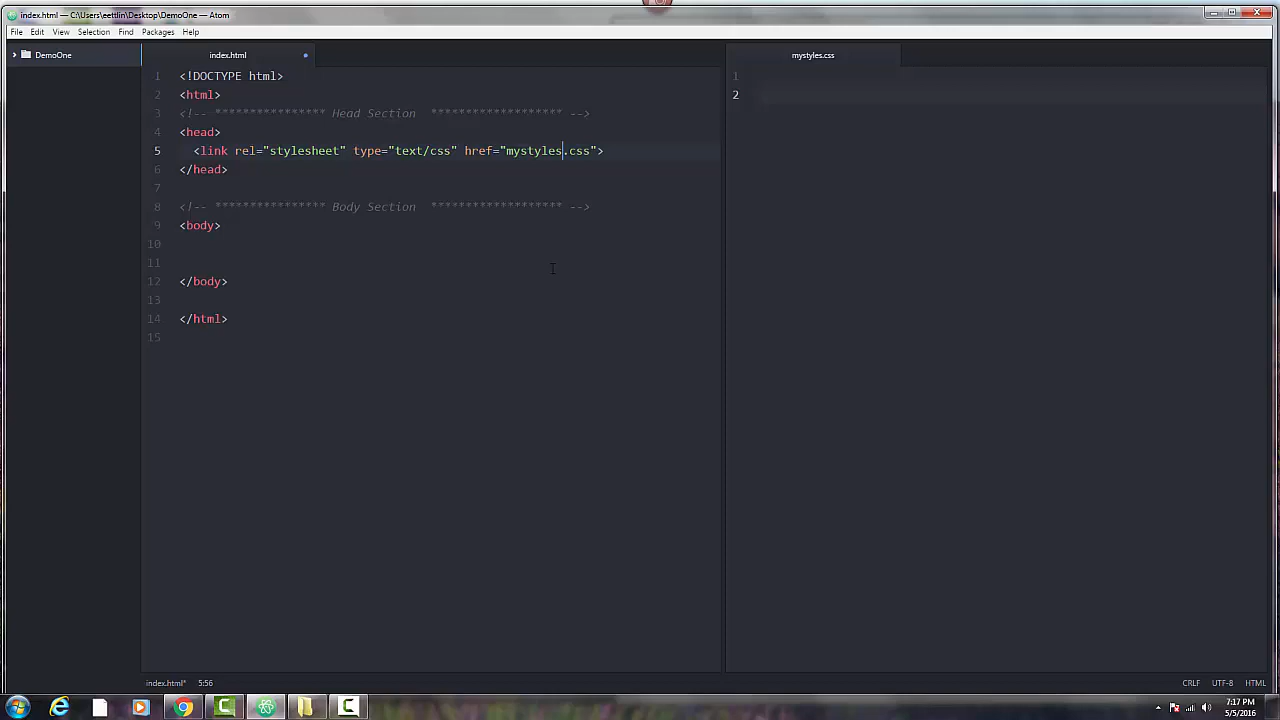 index.html — C:\Users\eettlin\Desktop\DemoOne — Atom
File Edit View Selection Find Packages Help
DemoOne
index.html
mystyles.css
1 <!DOCTYPE html>
2 <html>
3 <!-- **************** Head Section ******************* -->
4 <head>
5 <link rel="stylesheet" type="text/css" href="mystyles.css">
6 </head>
7
8 <!-- **************** Body Section ******************* -->
9 <body>
10
11
12 </body>
13
14 </html>
15
1
2
index.html* 5:56
CRLF UTF-8 HTML
7:17 PM
5/5/2016